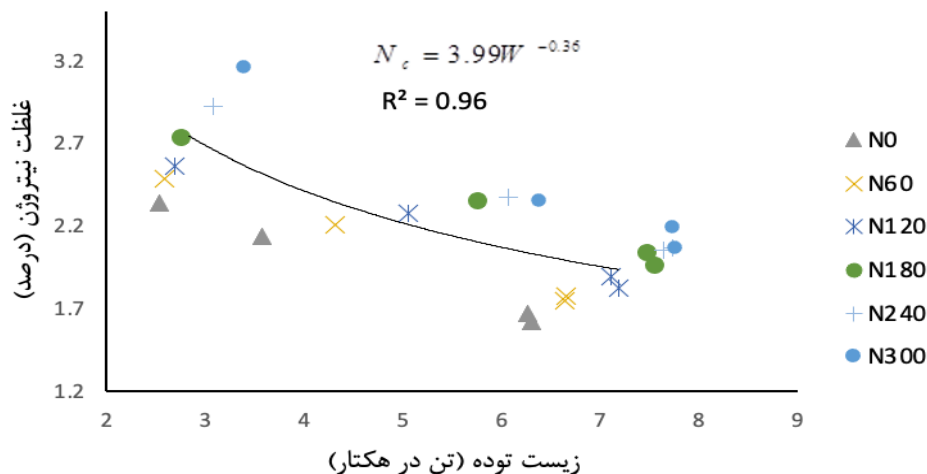 N_c = 3.99W^-0.36
R² = 0.96
3.2
2.7
2.2
1.7
1.2
غلظت نیتروژن (درصد)
2 3 4 5 6 7 8 9
زیست توده (تن در هکتار)
N0
N60
N120
N180
N240
N300